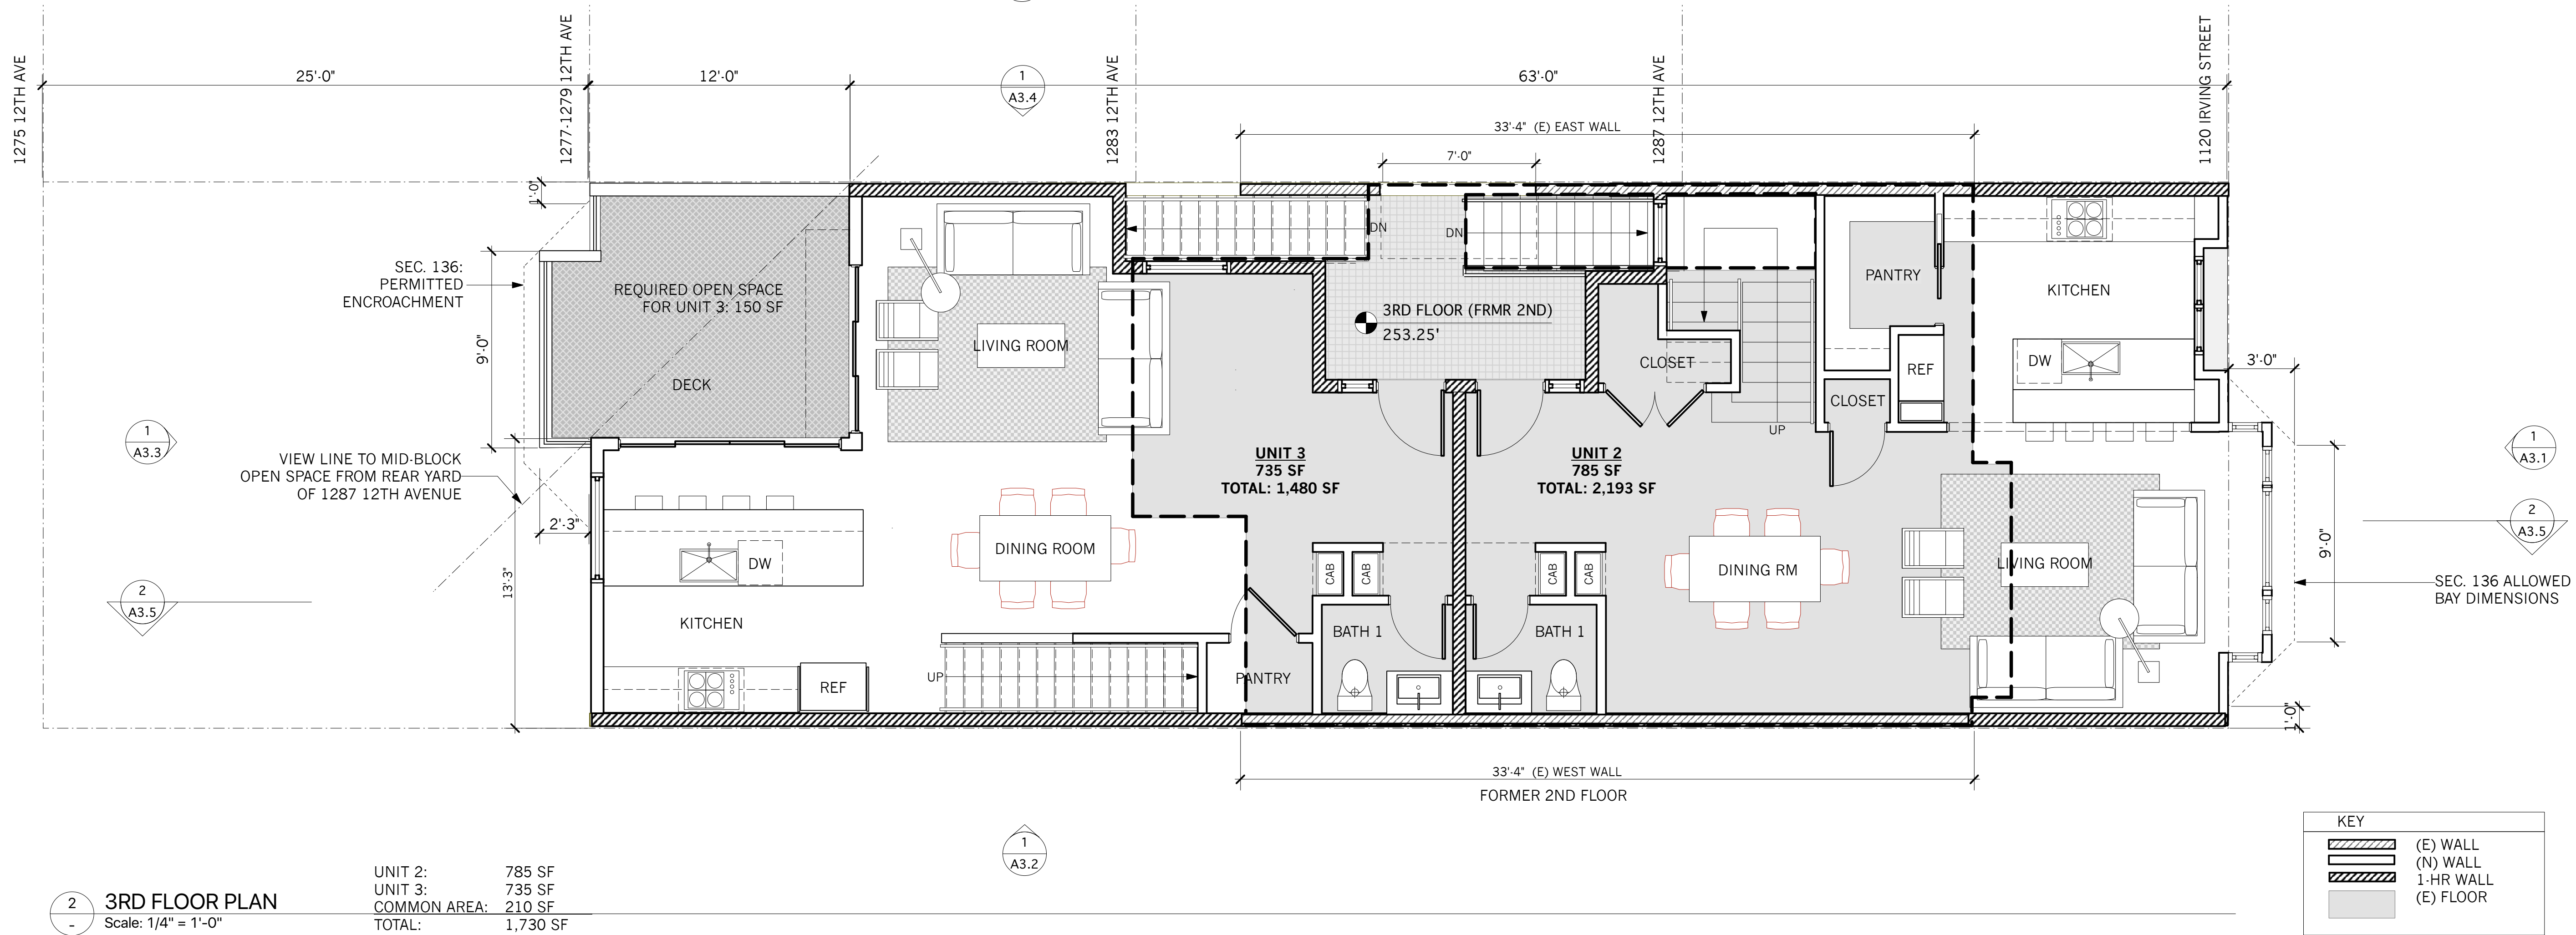 1275 12TH AVE
1277-1279 12TH AVE
1283 12TH AVE
1287 12TH AVE
1120 IRVING STREET
25'-0"
12'-0"
63'-0"
1
A3.4
33'-4" (E) EAST WALL
7'-0"
1'-0"
SEC. 136:
PERMITTED
ENCROACHMENT
REQUIRED OPEN SPACE
FOR UNIT 3: 150 SF
DECK
9'-0"
LIVING ROOM
DN
DN
3RD FLOOR (FRMR 2ND)
253.25'
CLOSET
UP
PANTRY
REF
CLOSET
KITCHEN
DW
3'-0"
1
A3.3
1
A3.1
VIEW LINE TO MID-BLOCK
OPEN SPACE FROM REAR YARD
OF 1287 12TH AVENUE
2'-3"
13'-3"
UNIT 3
735 SF
TOTAL: 1,480 SF
UNIT 2
785 SF
TOTAL: 2,193 SF
2
A3.5
2
A3.5
DW
DINING ROOM
KITCHEN
REF
UP
PANTRY
CAB
CAB
BATH 1
CAB
CAB
BATH 1
DINING RM
LIVING ROOM
9'-0"
SEC. 136 ALLOWED
BAY DIMENSIONS
1'-0"
33'-4" (E) WEST WALL
FORMER 2ND FLOOR
1
A3.2
2
-
3RD FLOOR PLAN
Scale: 1/4" = 1'-0"
UNIT 2: 785 SF
UNIT 3: 735 SF
COMMON AREA: 210 SF
TOTAL: 1,730 SF
KEY
(E) WALL
(N) WALL
1-HR WALL
(E) FLOOR